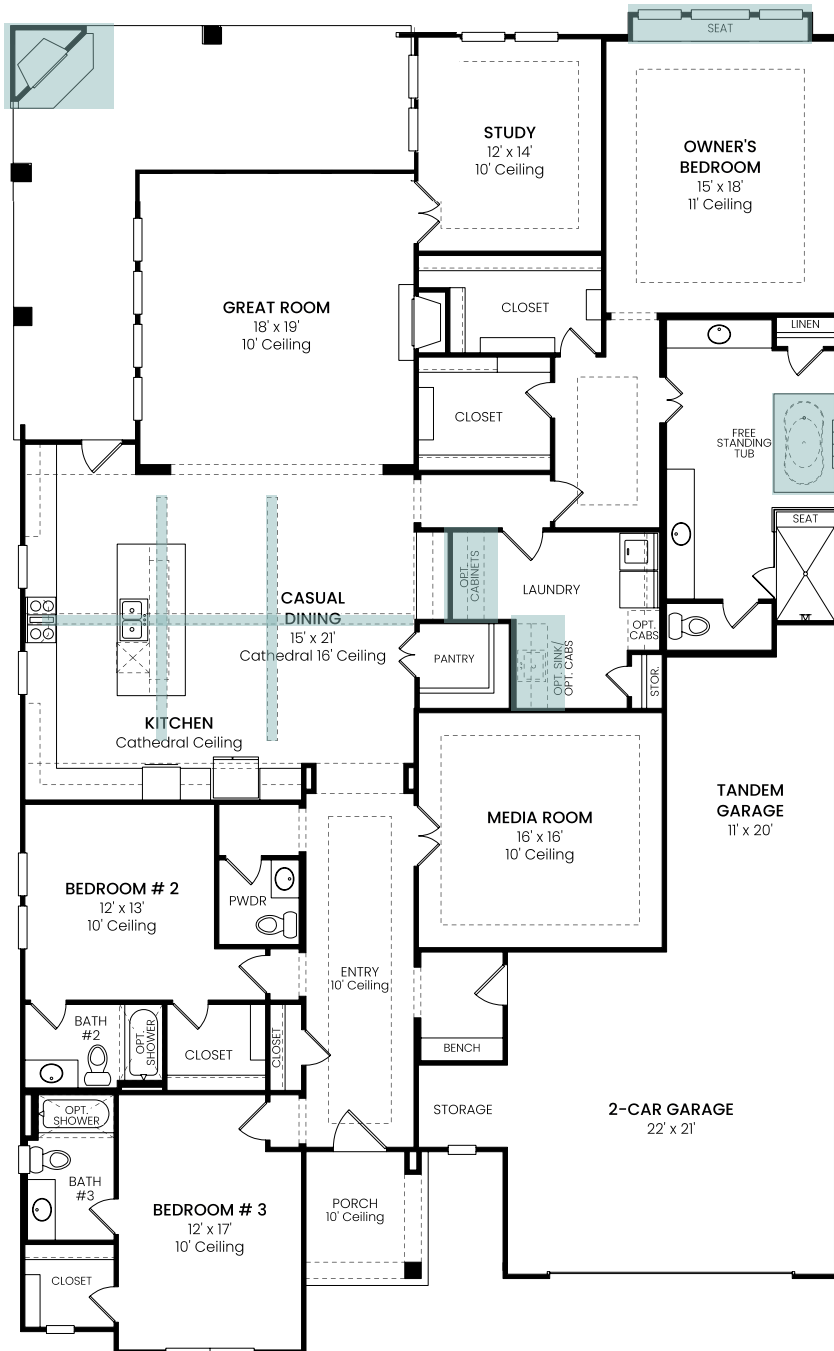 SEAT
STUDY
12' x 14'
10' Ceiling
OWNER'S
BEDROOM
15' x 18'
11' Ceiling
GREAT ROOM
18' x 19'
10' Ceiling
CLOSET
LINEN
CLOSET
FREE
STANDING
TUB
SEAT
OPT.
CABINETS
LAUNDRY
CASUAL
DINING
15' x 21'
Cathedral 16' Ceiling
OPT.
CABS
PANTRY
OPT. SINK/
OPT. CABS
STOR.
KITCHEN
Cathedral Ceiling
TANDEM
GARAGE
11' x 20'
MEDIA ROOM
16' x 16'
10' Ceiling
BEDROOM # 2
12' x 13'
10' Ceiling
PWDR
ENTRY
10' Ceiling
BATH
#2
OPT.
SHOWER
CLOSET
CLOSET
BENCH
OPT.
SHOWER
STORAGE
2-CAR GARAGE
22' x 21'
BATH
#3
BEDROOM # 3
12' x 17'
10' Ceiling
PORCH
10' Ceiling
CLOSET